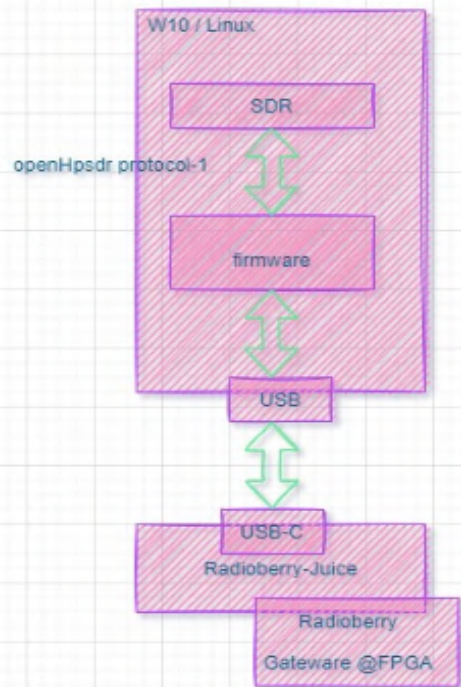 W10 / Linux
SDR
openHpsdr protocol-1
firmware
USB
USB-C
Radioberry-Juice
Radioberry
Gateware @FPGA